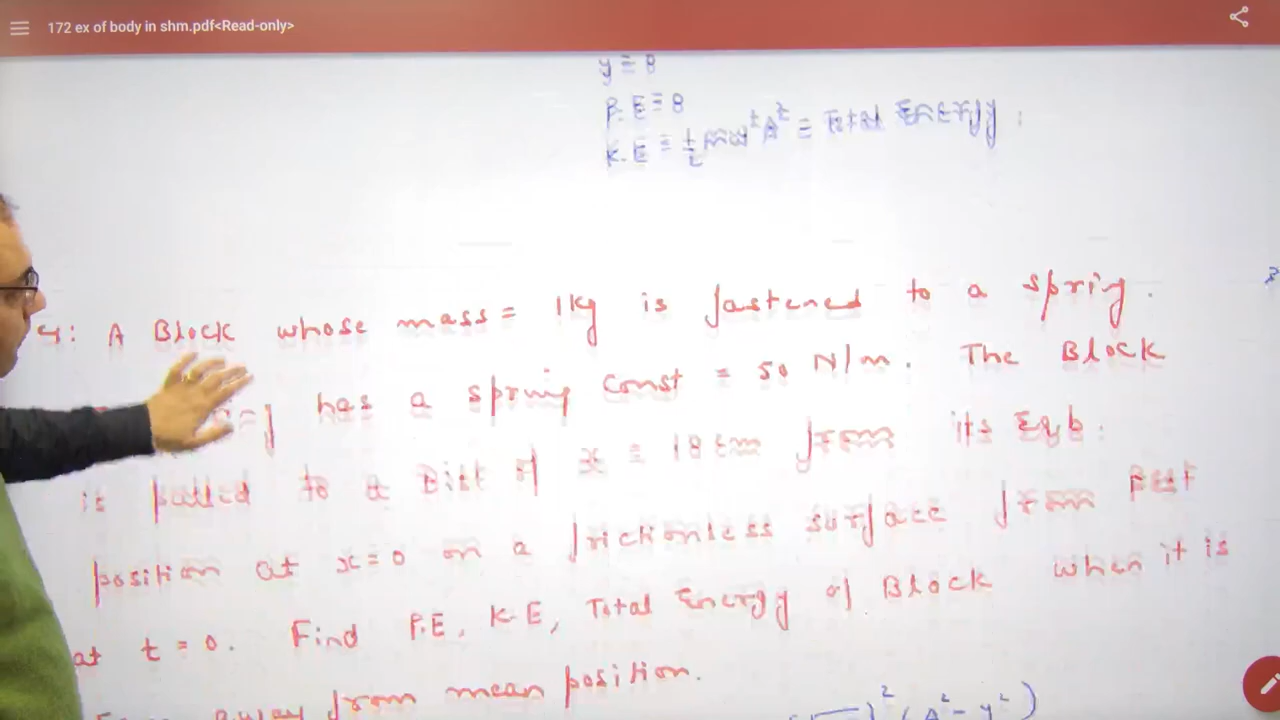 172 ex of body in shm.pdf<Read-only>
y = 0
P.E = 0
K.E = ½ mω²A² = Total Energy.
4: A Block whose mass = 1kg is fastened to a spring.
has a spring const = 50 N/m. The Block
is pulled to a Dist of x = 10 cm from its Eqb.
position at x=0 on a frictionless surface from Rest
at t = 0. Find P.E, K.E, Total Energy of Block when it is
away from mean position.
)² (A² - y²)